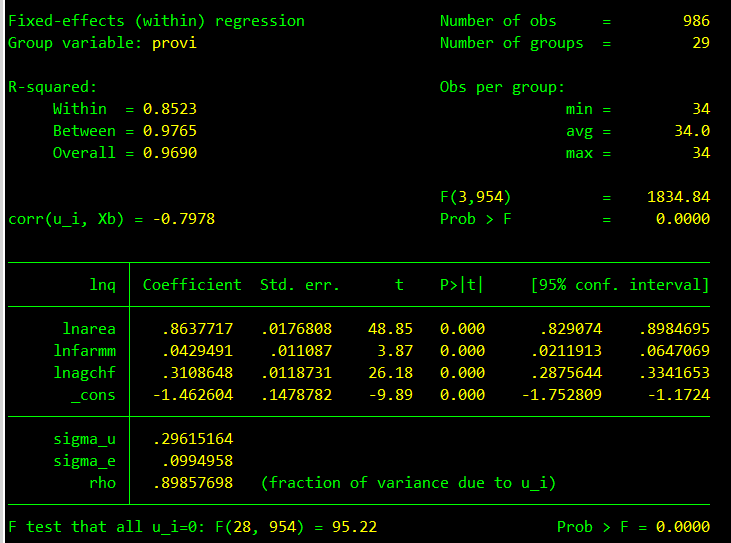 Fixed-effects (within) regression Number of obs = 986
Group variable: provi Number of groups = 29
R-squared: Obs per group:
Within = 0.8523 min = 34
Between = 0.9765 avg = 34.0
Overall = 0.9690 max = 34
F(3,954) = 1834.84
corr(u_i, Xb) = -0.7978 Prob > F = 0.0000
lnq Coefficient Std. err. t P>|t| [95% conf. interval]
lnarea .8637717 .0176808 48.85 0.000 .829074 .8984695
lnfarmm .0429491 .011087 3.87 0.000 .0211913 .0647069
lnagchf .3108648 .0118731 26.18 0.000 .2875644 .3341653
_cons -1.462604 .1478782 -9.89 0.000 -1.752809 -1.1724
sigma_u .29615164
sigma_e .0994958
rho .89857698 (fraction of variance due to u_i)
F test that all u_i=0: F(28, 954) = 95.22 Prob > F = 0.0000